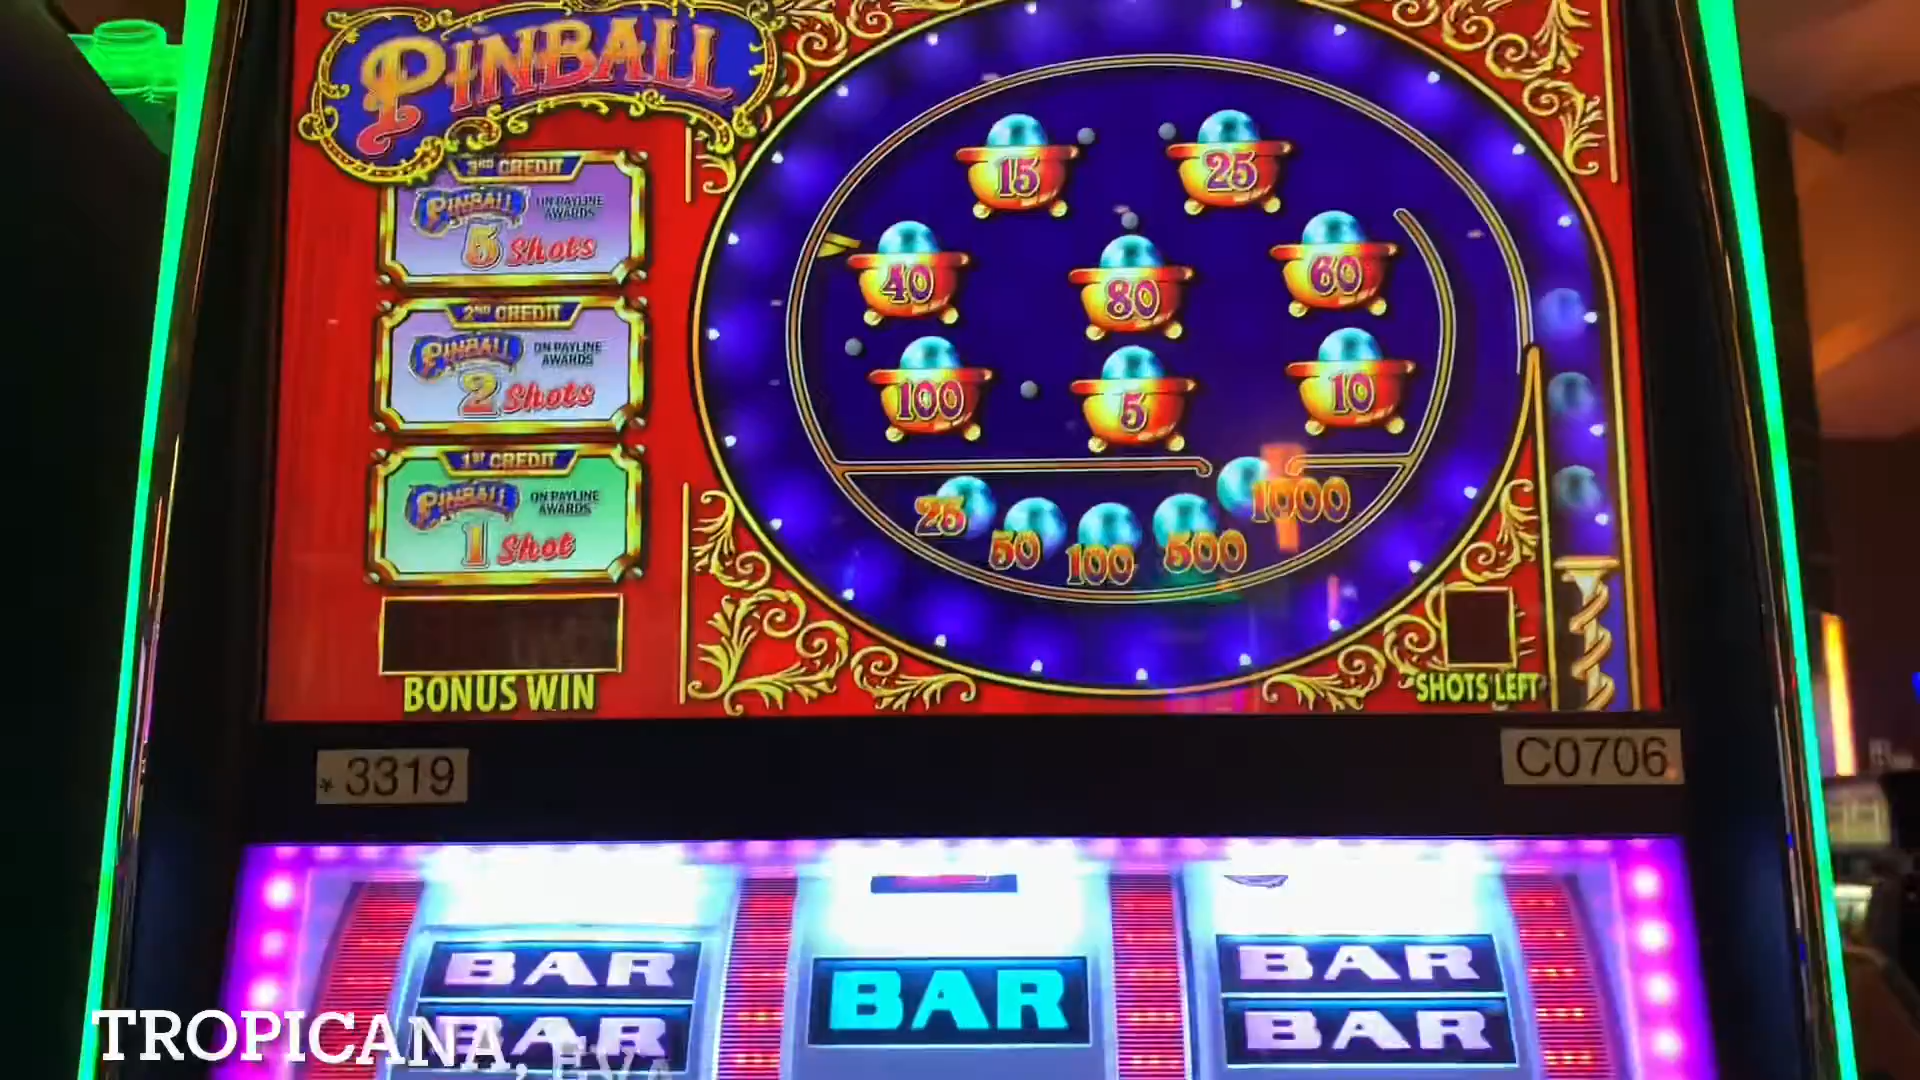 PINBALL
3RD CREDIT
PINBALL ON PAYLINE AWARDS
5 Shots
2ND CREDIT
PINBALL ON PAYLINE AWARDS
2 Shots
1ST CREDIT
PINBALL ON PAYLINE AWARDS
1 Shot
BONUS WIN
15 25
40 80 60
100 5 10
25 50 100 500 1000
SHOTS LEFT
* 3319
C0706
BAR BAR BAR
BAR BAR
TROPICANA,